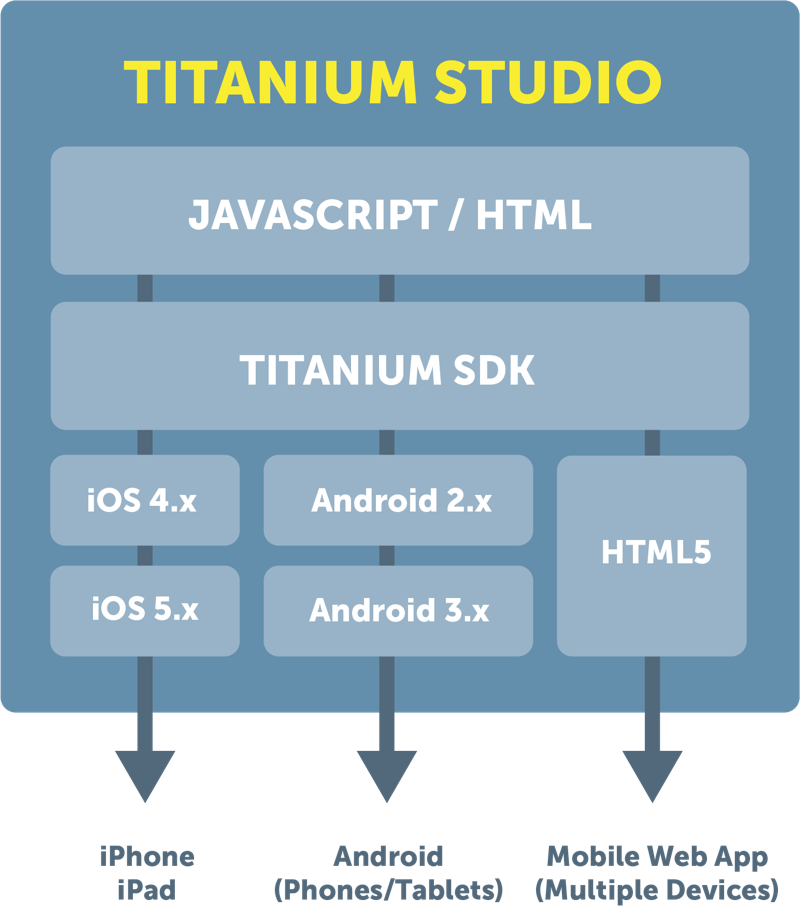 TITANIUM STUDIO
JAVASCRIPT / HTML
TITANIUM SDK
iOS 4.x
Android 2.x
HTML5
iOS 5.x
Android 3.x
iPhone
iPad
Android
(Phones/Tablets)
Mobile Web App
(Multiple Devices)